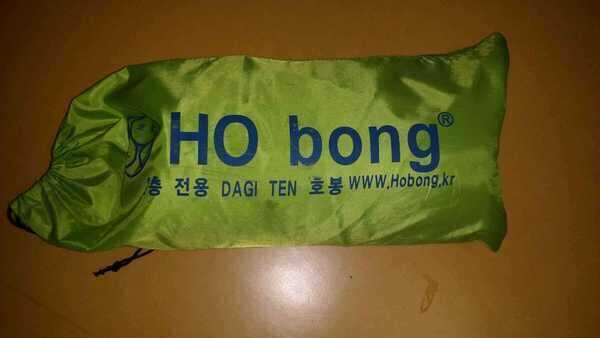 HO bong®
전용 DAGI TEN 호봉 WWW.Hobong.kr